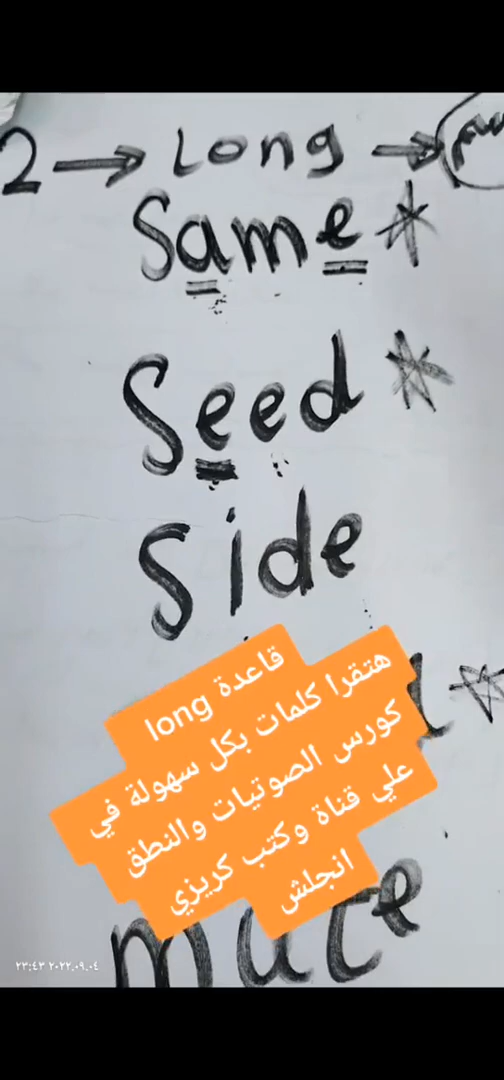 2 → Long →
Same *
Seed *
Side
قاعدة long
هتقرا كلمات بكل سهولة في
كورس الصوتيات والنطق
علي قناة وكتب كريزي
انجلش
٢٣:٤٣ ٢٠٢٢.٠٩.٠٤